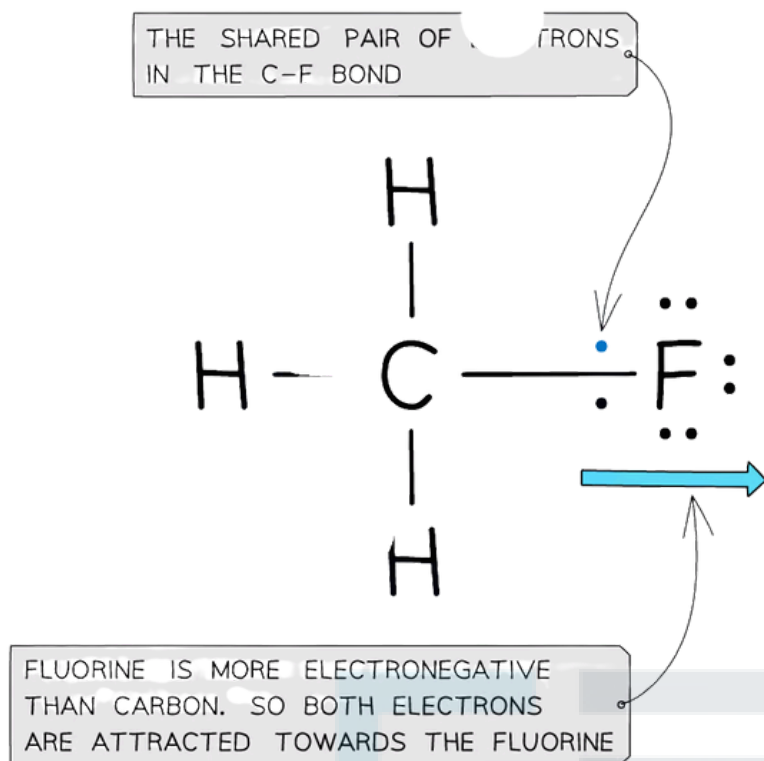 THE SHARED PAIR OF TRONS
IN THE C-F BOND
H
H C F
H
FLUORINE IS MORE ELECTRONEGATIVE
THAN CARBON. SO BOTH ELECTRONS
ARE ATTRACTED TOWARDS THE FLUORINE